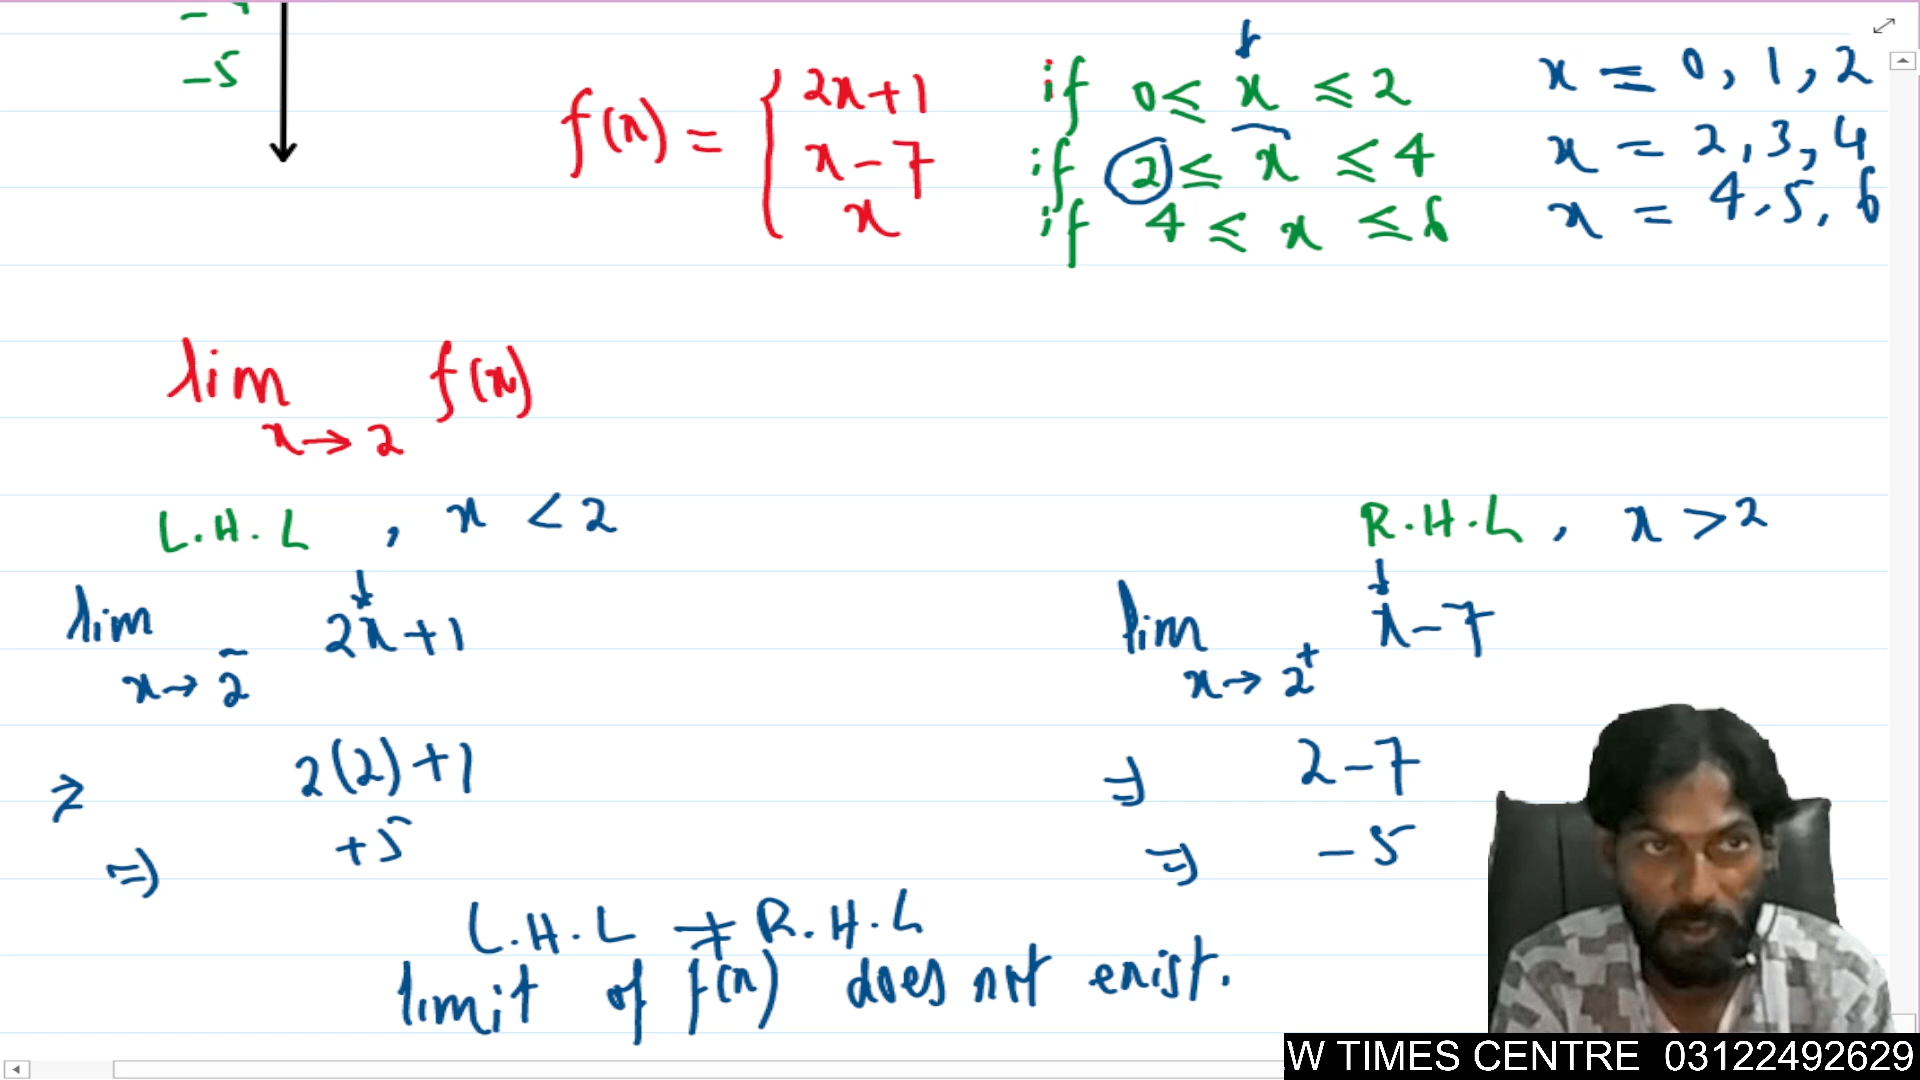 -5
f(x) = { 2x+1 if 0 ≤ x ≤ 2 x = 0, 1, 2
x-7 if 2 ≤ x ≤ 4 x = 2, 3, 4
x if 4 ≤ x ≤ 6 x = 4, 5, 6
lim f(x)
x→2
L.H.L , x < 2 R.H.L , x > 2
lim 2x+1 lim x-7
x→2⁻ x→2⁺
⇒ 2(2)+1 ⇒ 2-7
⇒ +5 ⇒ -5
L.H.L ≠ R.H.L
limit of f(x) does not exist.
W TIMES CENTRE 03122492629